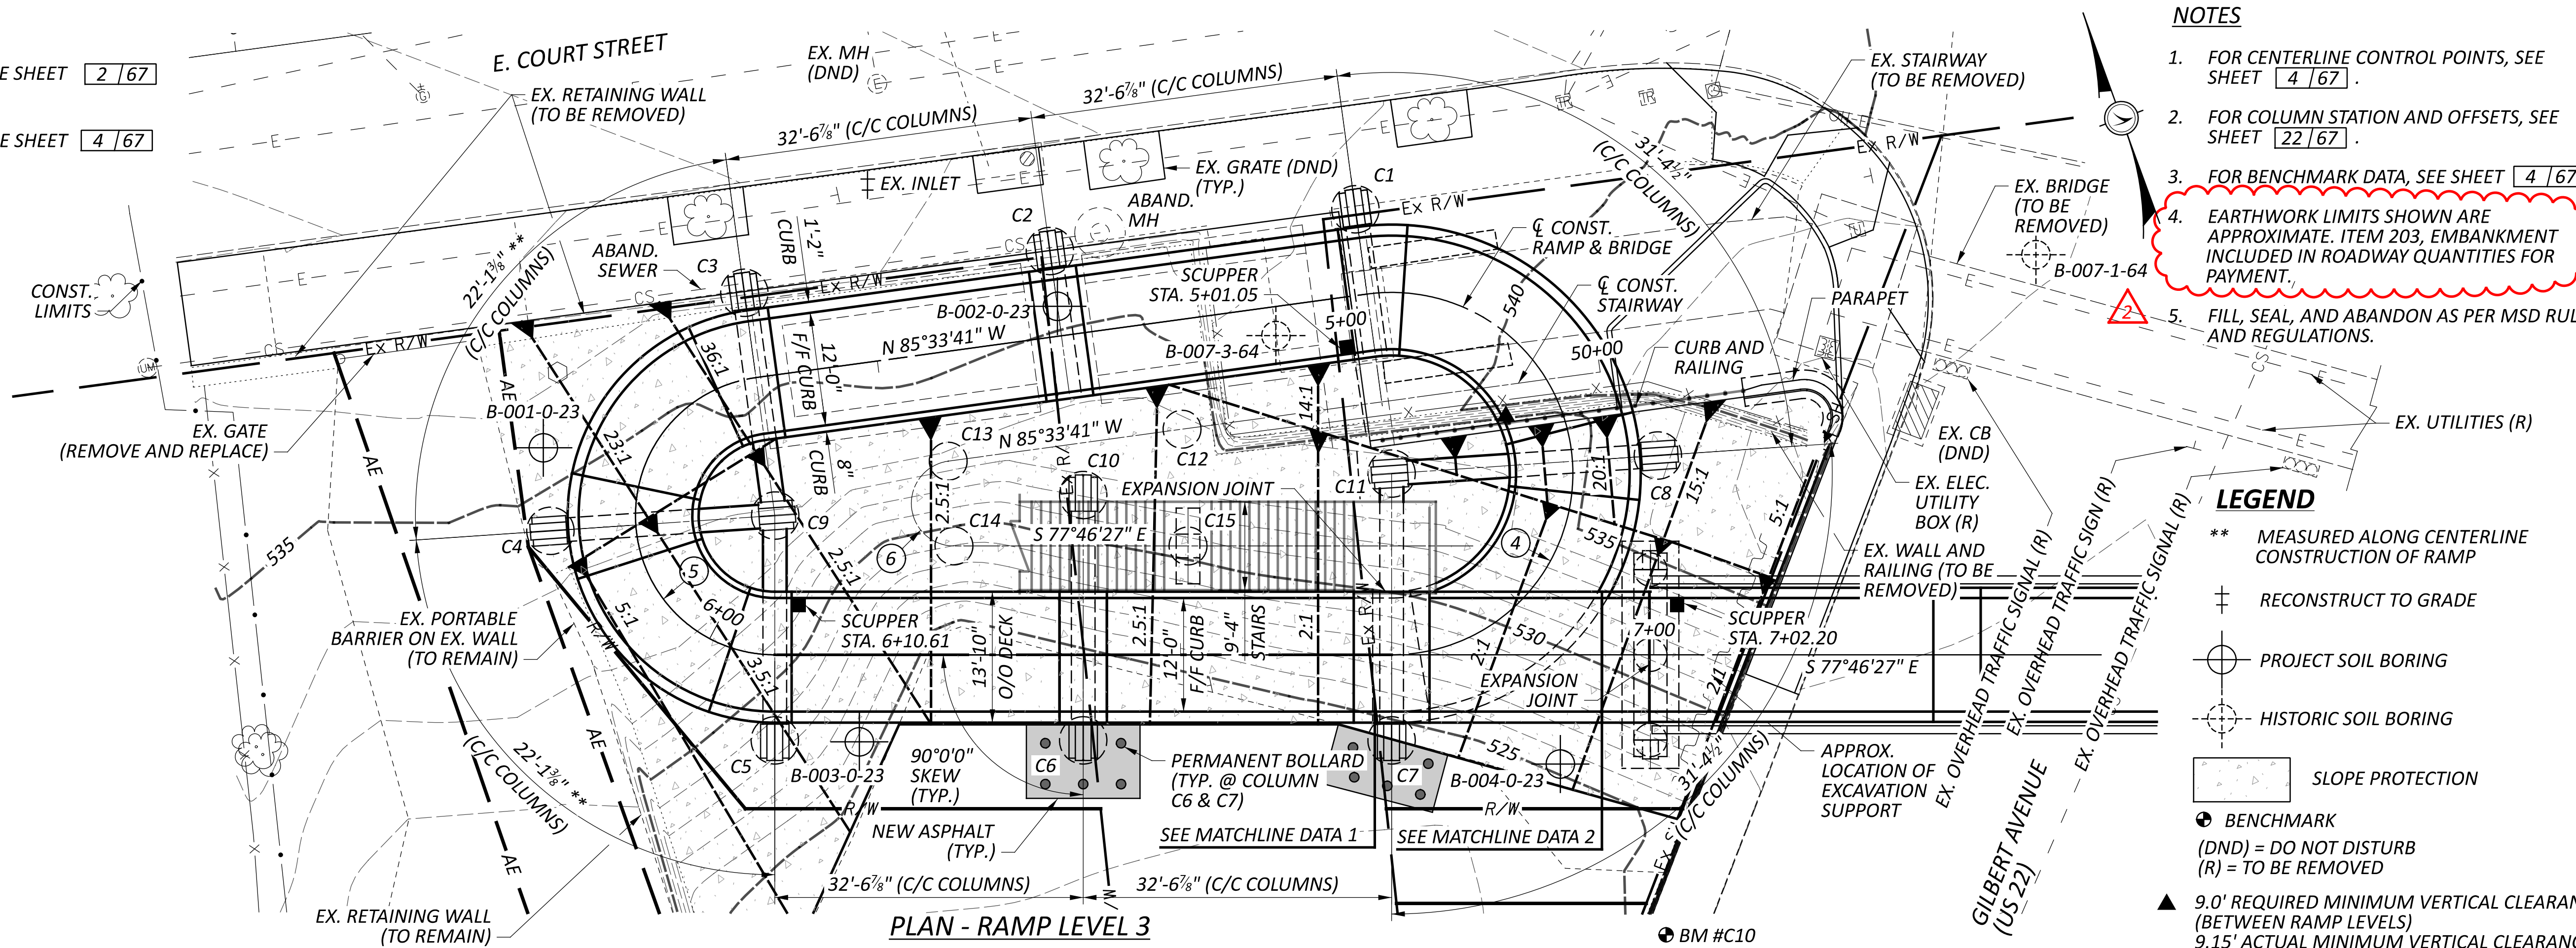 E SHEET 2 / 67
E SHEET 4 / 67
E. COURT STREET
EX. MH
(DND)
EX. RETAINING WALL
(TO BE REMOVED)
32'-6⅞" (C/C COLUMNS)
32'-6⅞" (C/C COLUMNS)
EX. STAIRWAY
(TO BE REMOVED)
31'-4½"
(C/C COLUMNS)
EX. GRATE (DND)
(TYP.)
EX. INLET
ABAND.
MH
C1
C2
C3
Ex R/W
Ex R/W
Ex R/W
Ex R/W
1'-2"
CURB
ABAND.
SEWER
22'-1⅜" **
(C/C COLUMNS)
CONST.
LIMITS
EX. BRIDGE
(TO BE
REMOVED)
B-007-1-64
℄ CONST.
RAMP & BRIDGE
℄ CONST.
STAIRWAY
SCUPPER
STA. 5+01.05
B-002-0-23
B-007-3-64
5+00
540
50+00
PARAPET
CURB AND
RAILING
N 85°33'41" W
36:1
12'-0"
F/F CURB
14:1
AE
B-001-0-23
EX. GATE
(REMOVE AND REPLACE)
23:1
AE
8"
CURB
C13
N 85°33'41" W
C12
C10
EXPANSION JOINT
C11
20:1
C8
15:1
5:1
EX. CB
(DND)
EX. ELEC.
UTILITY
BOX (R)
EX. UTILITIES (R)
2.5:1
C9
C14
C15
S 77°46'27" E
C4
535
5
6
4
535
2.5:1
EX. WALL AND
RAILING (TO BE
REMOVED)
EX. PORTABLE
BARRIER ON EX. WALL
(TO REMAIN)
5:1
R/W
6+00
3.5:1
SCUPPER
STA. 6+10.61
13'-10"
O/O DECK
2.5:1
12'-0"
F/F CURB
9'-4"
STAIRS
2:1
Ex R/W
530
7+00
SCUPPER
STA. 7+02.20
S 77°46'27" E
2:1
2:1
EXPANSION
JOINT
AE
22'-1⅜" **
(C/C COLUMNS)
C5
B-003-0-23
90°0'0"
SKEW
(TYP.)
C6
PERMANENT BOLLARD
(TYP. @ COLUMN
C6 & C7)
C7
525
B-004-0-23
31'-4½"
(C/C COLUMNS)
APPROX.
LOCATION OF
EXCAVATION
SUPPORT
EX. OVERHEAD TRAFFIC SIGNAL (R)
EX. OVERHEAD TRAFFIC SIGN (R)
EX. OVERHEAD TRAFFIC SIGNAL (R)
R/W
NEW ASPHALT
(TYP.)
SEE MATCHLINE DATA 1
R/W
SEE MATCHLINE DATA 2
AE
32'-6⅞" (C/C COLUMNS)
32'-6⅞" (C/C COLUMNS)
EX. RETAINING WALL
(TO REMAIN)
PLAN - RAMP LEVEL 3
BM #C10
GILBERT AVENUE
(US 22)
NOTES
1. FOR CENTERLINE CONTROL POINTS, SEE
SHEET 4 / 67 .
2. FOR COLUMN STATION AND OFFSETS, SEE
SHEET 22 / 67 .
3. FOR BENCHMARK DATA, SEE SHEET 4 / 67
4. EARTHWORK LIMITS SHOWN ARE
APPROXIMATE. ITEM 203, EMBANKMENT
INCLUDED IN ROADWAY QUANTITIES FOR
PAYMENT.
2
5. FILL, SEAL, AND ABANDON AS PER MSD RUL
AND REGULATIONS.
LEGEND
** MEASURED ALONG CENTERLINE
CONSTRUCTION OF RAMP
RECONSTRUCT TO GRADE
PROJECT SOIL BORING
HISTORIC SOIL BORING
SLOPE PROTECTION
BENCHMARK
(DND) = DO NOT DISTURB
(R) = TO BE REMOVED
9.0' REQUIRED MINIMUM VERTICAL CLEARAN
(BETWEEN RAMP LEVELS)
9.15' ACTUAL MINIMUM VERTICAL CLEARANC